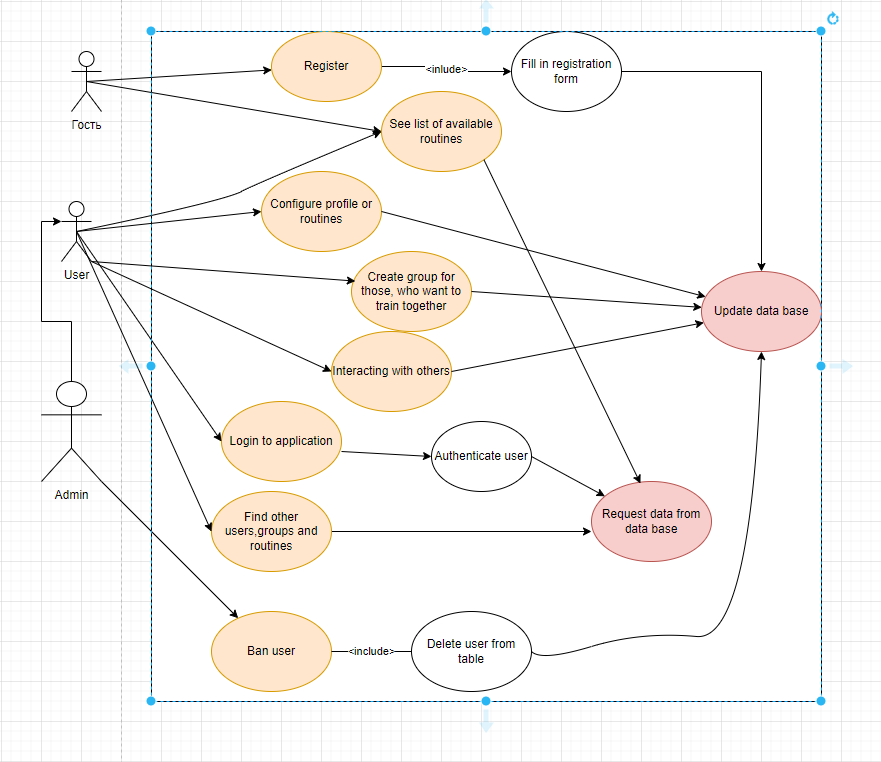 Register
<inlude>
Fill in registration
form
Гость
See list of available
routines
Configure profile or
routines
User
Create group for
those, who want to
train together
Update data base
Interacting with others
Login to application
Authenticate user
Admin
Find other
users,groups and
routines
Request data from
data base
Ban user
<include>
Delete user from
table